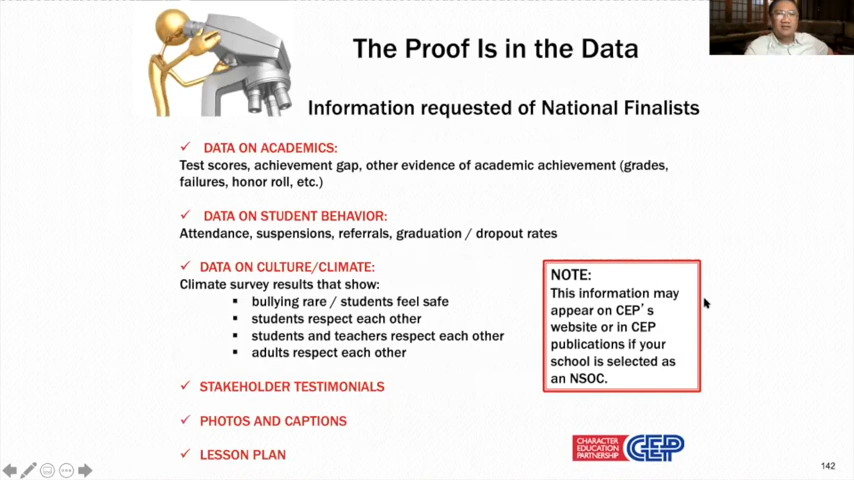 The Proof Is in the Data
Information requested of National Finalists
✓ DATA ON ACADEMICS:
Test scores, achievement gap, other evidence of academic achievement (grades,
failures, honor roll, etc.)
✓ DATA ON STUDENT BEHAVIOR:
Attendance, suspensions, referrals, graduation / dropout rates
✓ DATA ON CULTURE/CLIMATE:
Climate survey results that show:
▪ bullying rare / students feel safe
▪ students respect each other
▪ students and teachers respect each other
▪ adults respect each other
✓ STAKEHOLDER TESTIMONIALS
✓ PHOTOS AND CAPTIONS
✓ LESSON PLAN
NOTE:
This information may
appear on CEP's
website or in CEP
publications if your
school is selected as
an NSOC.
CHARACTER
EDUCATION
PARTNERSHIP
CEP
142